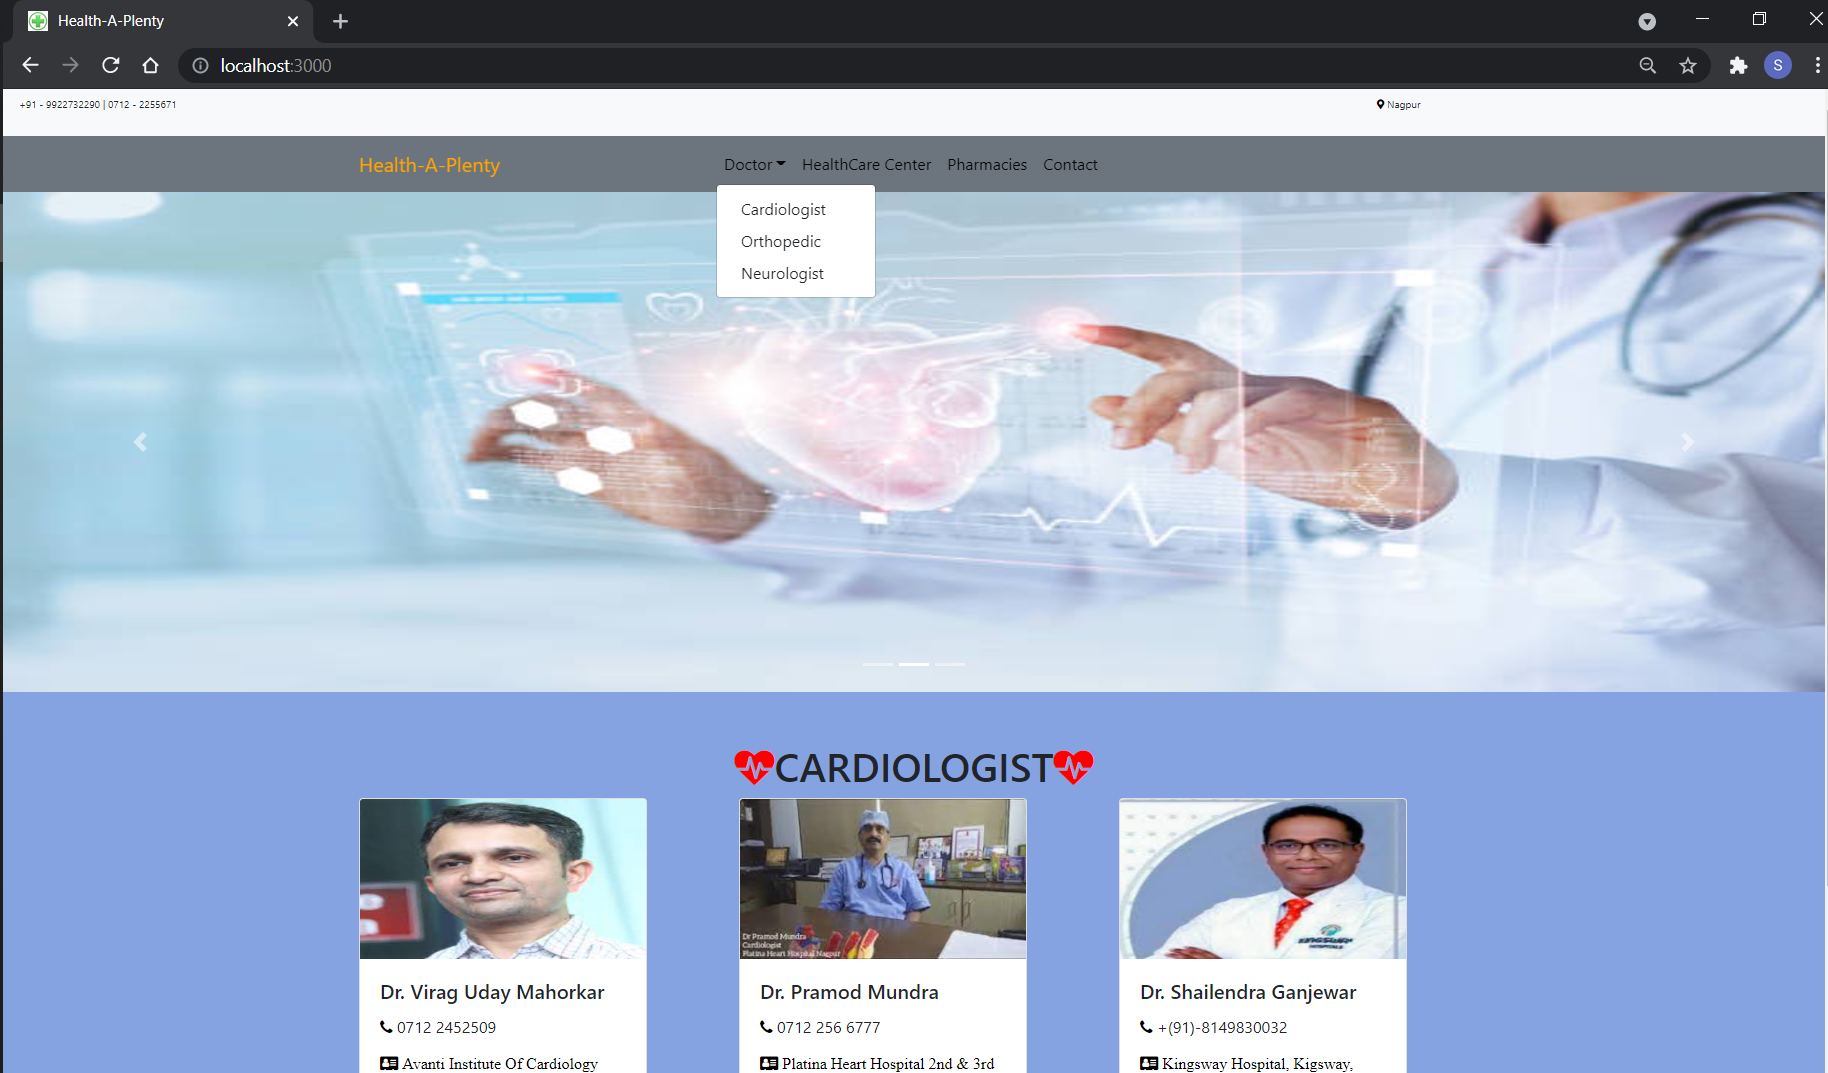 Health-A-Plenty
localhost:3000
S
+91 - 9922732290 | 0712 - 2255671
Nagpur
Health-A-Plenty
Doctor HealthCare Center Pharmacies Contact
Cardiologist
Orthopedic
Neurologist
CARDIOLOGIST
Dr Pramod Mundra
Cardiologist
Platina Heart Hospital Nagpur
KINGSWAY
HOSPITALS
Dr. Virag Uday Mahorkar
0712 2452509
Avanti Institute Of Cardiology
Dr. Pramod Mundra
0712 256 6777
Platina Heart Hospital 2nd & 3rd
Dr. Shailendra Ganjewar
+(91)-8149830032
Kingsway Hospital, Kigsway,